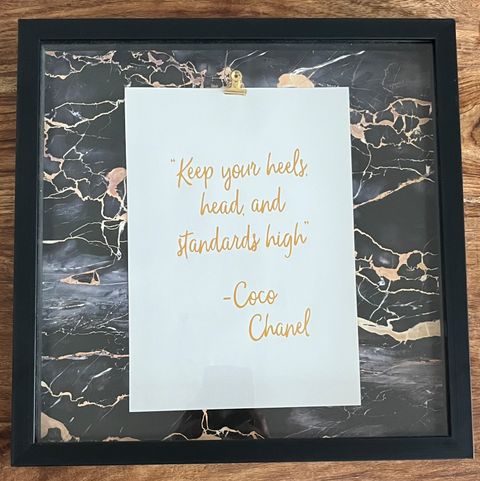 "Keep your heels,
head, and
standards high"
-Coco
Chanel